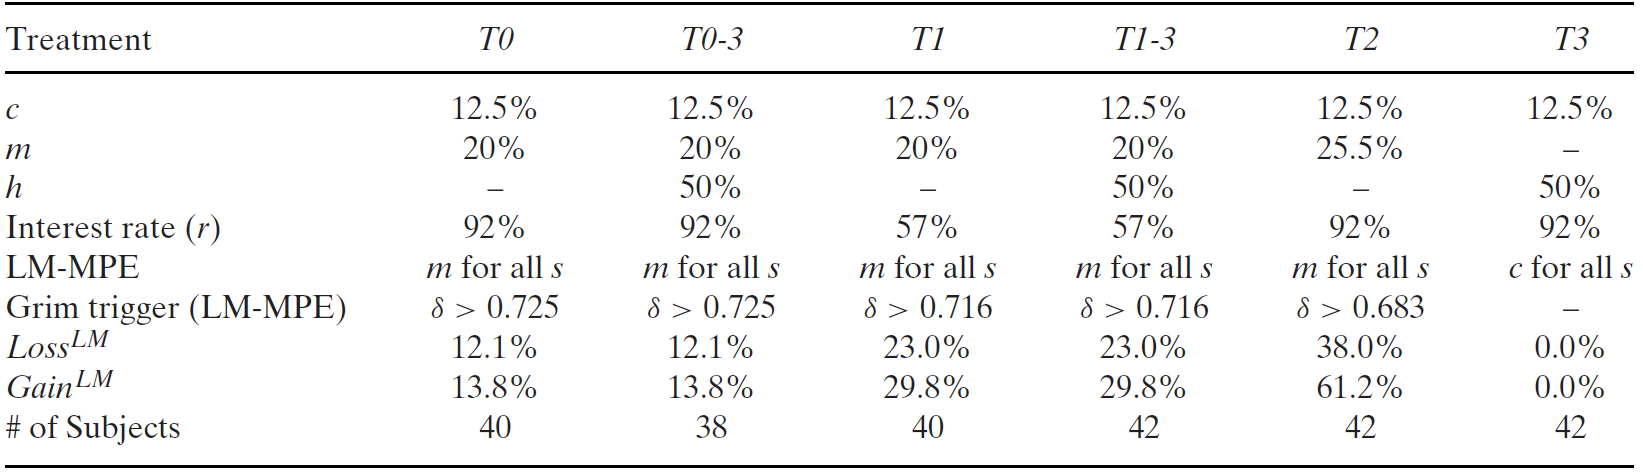 Treatment T0 T0-3 T1 T1-3 T2 T3
c 12.5% 12.5% 12.5% 12.5% 12.5% 12.5%
m 20% 20% 20% 20% 25.5% –
h – 50% – 50% – 50%
Interest rate (r) 92% 92% 57% 57% 92% 92%
LM-MPE m for all s m for all s m for all s m for all s m for all s c for all s
Grim trigger (LM-MPE) δ > 0.725 δ > 0.725 δ > 0.716 δ > 0.716 δ > 0.683 –
Loss^LM 12.1% 12.1% 23.0% 23.0% 38.0% 0.0%
Gain^LM 13.8% 13.8% 29.8% 29.8% 61.2% 0.0%
# of Subjects 40 38 40 42 42 42